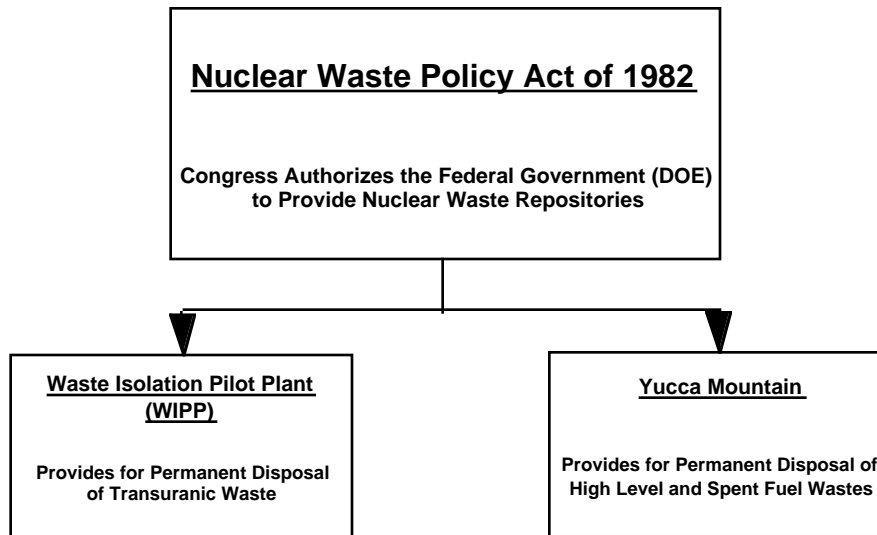 Nuclear Waste Policy Act of 1982
Congress Authorizes the Federal Government (DOE)
to Provide Nuclear Waste Repositories
Waste Isolation Pilot Plant
(WIPP)
Provides for Permanent Disposal
of Transuranic Waste
Yucca Mountain
Provides for Permanent Disposal of
High Level and Spent Fuel Wastes